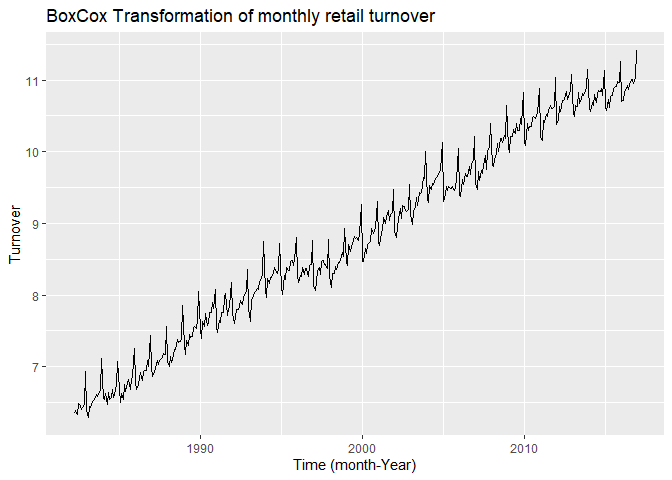 BoxCox Transformation of monthly retail turnover
11
10
9
8
7
Turnover
1990
2000
2010
Time (month-Year)